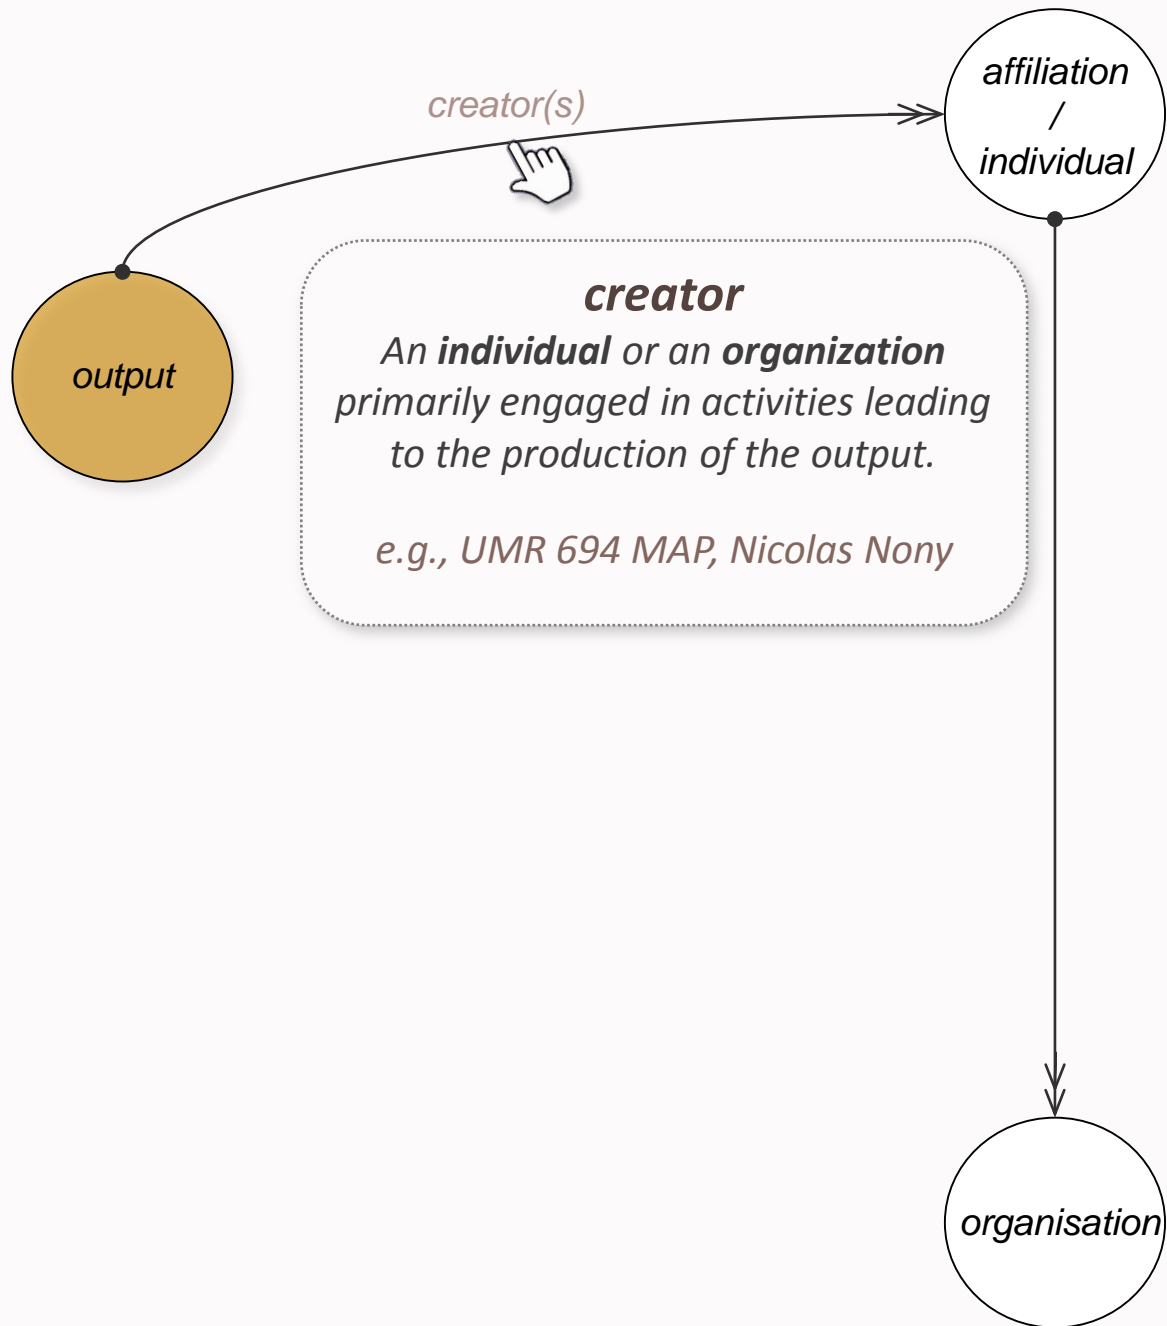 affiliation
/
individual
creator(s)
output
creator
An individual or an organization
primarily engaged in activities leading
to the production of the output.
e.g., UMR 694 MAP, Nicolas Nony
organisation